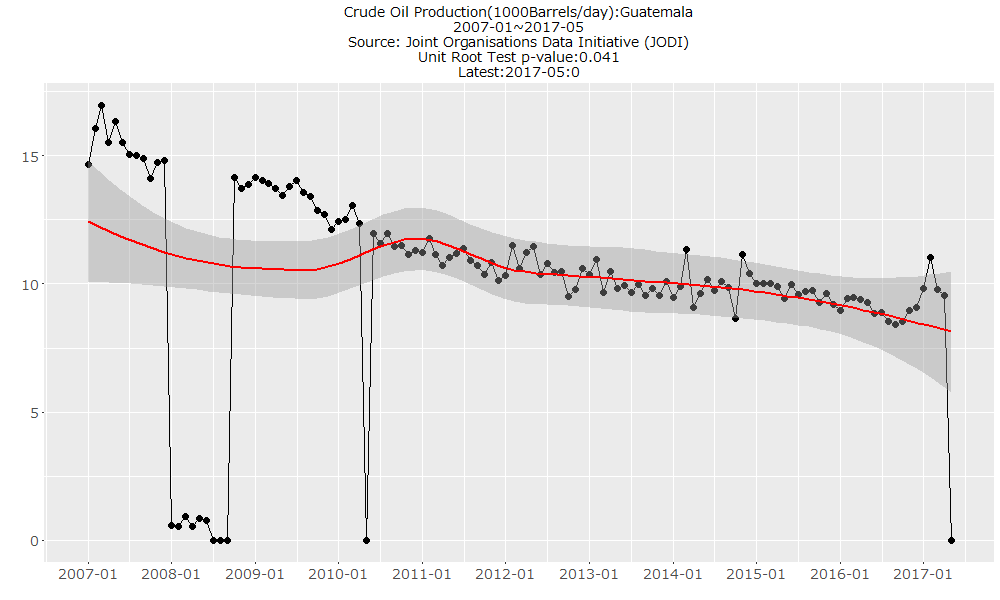 Crude Oil Production(1000Barrels/day):Guatemala
2007-01~2017-05
Source: Joint Organisations Data Initiative (JODI)
Unit Root Test p-value:0.041
Latest:2017-05:0
15
10
5
0
2007-01 2008-01 2009-01 2010-01 2011-01 2012-01 2013-01 2014-01 2015-01 2016-01 2017-01